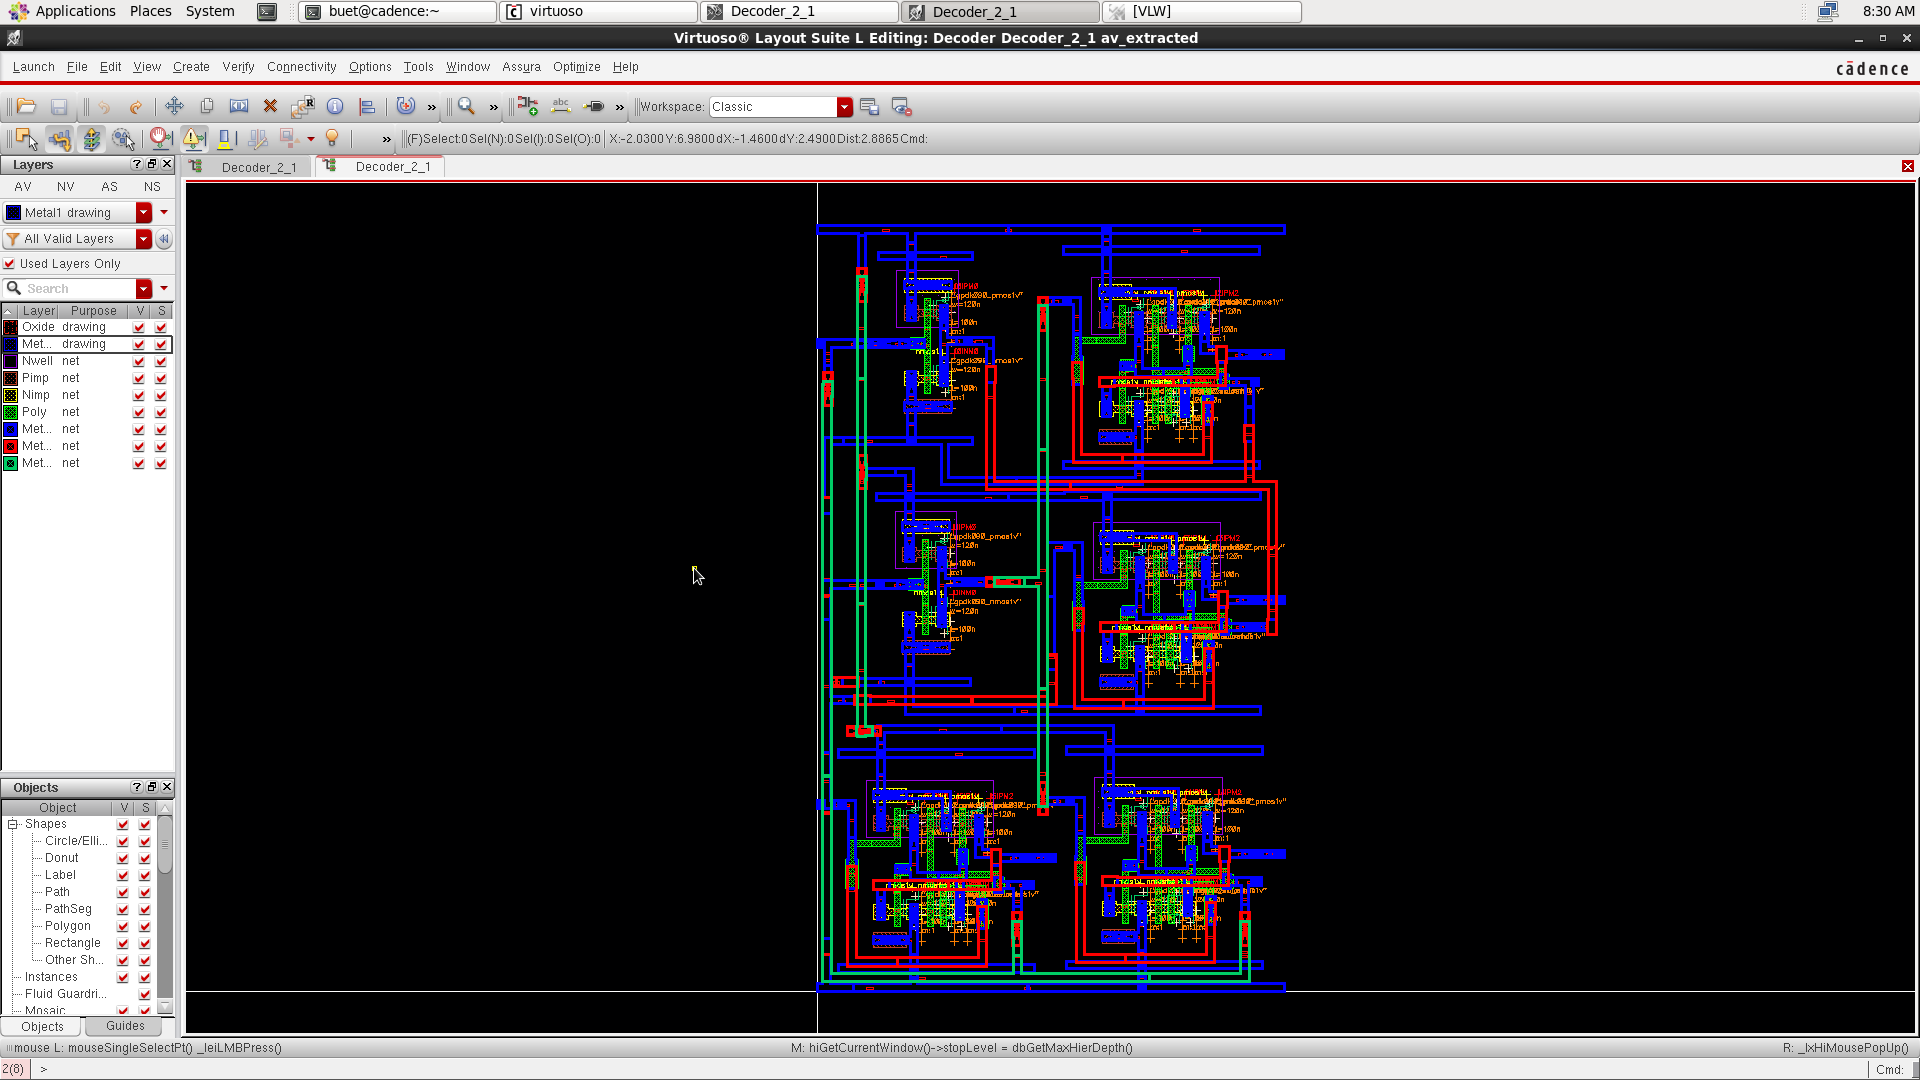 Applications Places System buet@cadence:~ virtuoso Decoder_2_1 Decoder_2_1 [VLW] 8:30 AM
Virtuoso® Layout Suite L Editing: Decoder Decoder_2_1 av_extracted
Launch File Edit View Create Verify Connectivity Options Tools Window Assura Optimize Help cādence
» » » Workspace: Classic
» (F)Select:0 Sel(N):0 Sel(I):0 Sel(O):0 X:-2.0300 Y:6.9800 dX:-1.4600 dY:2.4900 Dist:2.8865 Cmd:
Layers
Decoder_2_1 Decoder_2_1
AV NV AS NS
Metal1 drawing
All Valid Layers
Used Layers Only
Search
Layer Purpose V S
Oxide drawing
Met... drawing
Nwell net
Pimp net
Nimp net
Poly net
Met... net
Met... net
Met... net
Objects
Object V S
Shapes
Circle/Elli...
Donut
Label
Path
PathSeg
Polygon
Rectangle
Other Sh...
Instances
Fluid Guardri...
Mosaic
Objects Guides
mouse L: mouseSingleSelectPt() _leiLMBPress() M: hiGetCurrentWindow()->stopLevel = dbGetMaxHierDepth() R: _lxHiMousePopUp()
2(8) > Cmd: